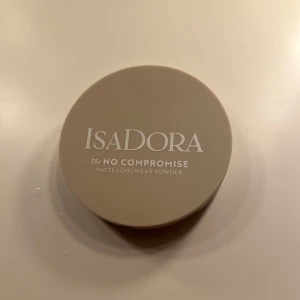 ISADORA
The NO COMPROMISE
MATTE LONGWEAR POWDER